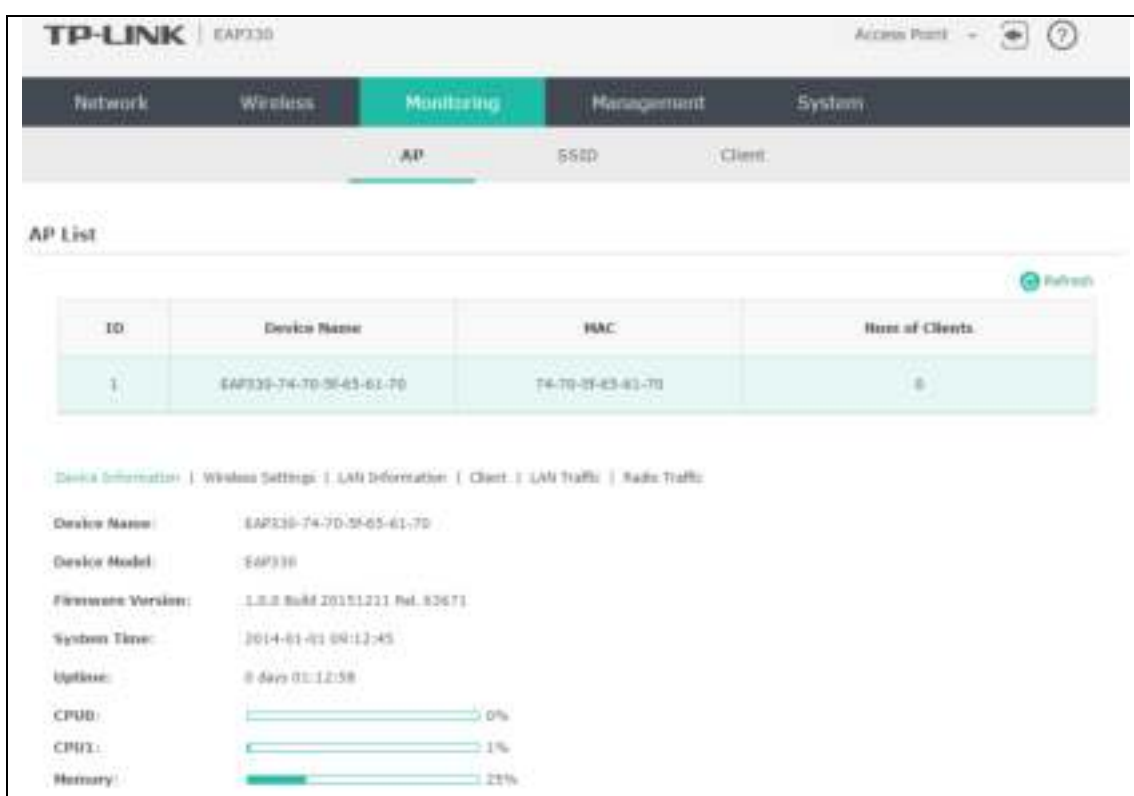 TP-LINK | EAP330
Access Point
?
Network Wireless Monitoring Management System
AP SSID Client
AP List
Refresh
ID Device Name MAC Num of Clients
1 EAP330-74-70-5F-65-61-70 74-70-5F-65-61-70 0
Device Information | Wireless Settings | LAN Information | Client | LAN Traffic | Radio Traffic
Device Name: EAP330-74-70-5F-65-61-70
Device Model: EAP330
Firmware Version: 1.0.0 Build 20151211 Rel. 63671
System Time: 2014-01-01 09:12:45
Uptime: 0 days 01:12:58
CPU0: 0%
CPU1: 1%
Memory: 25%